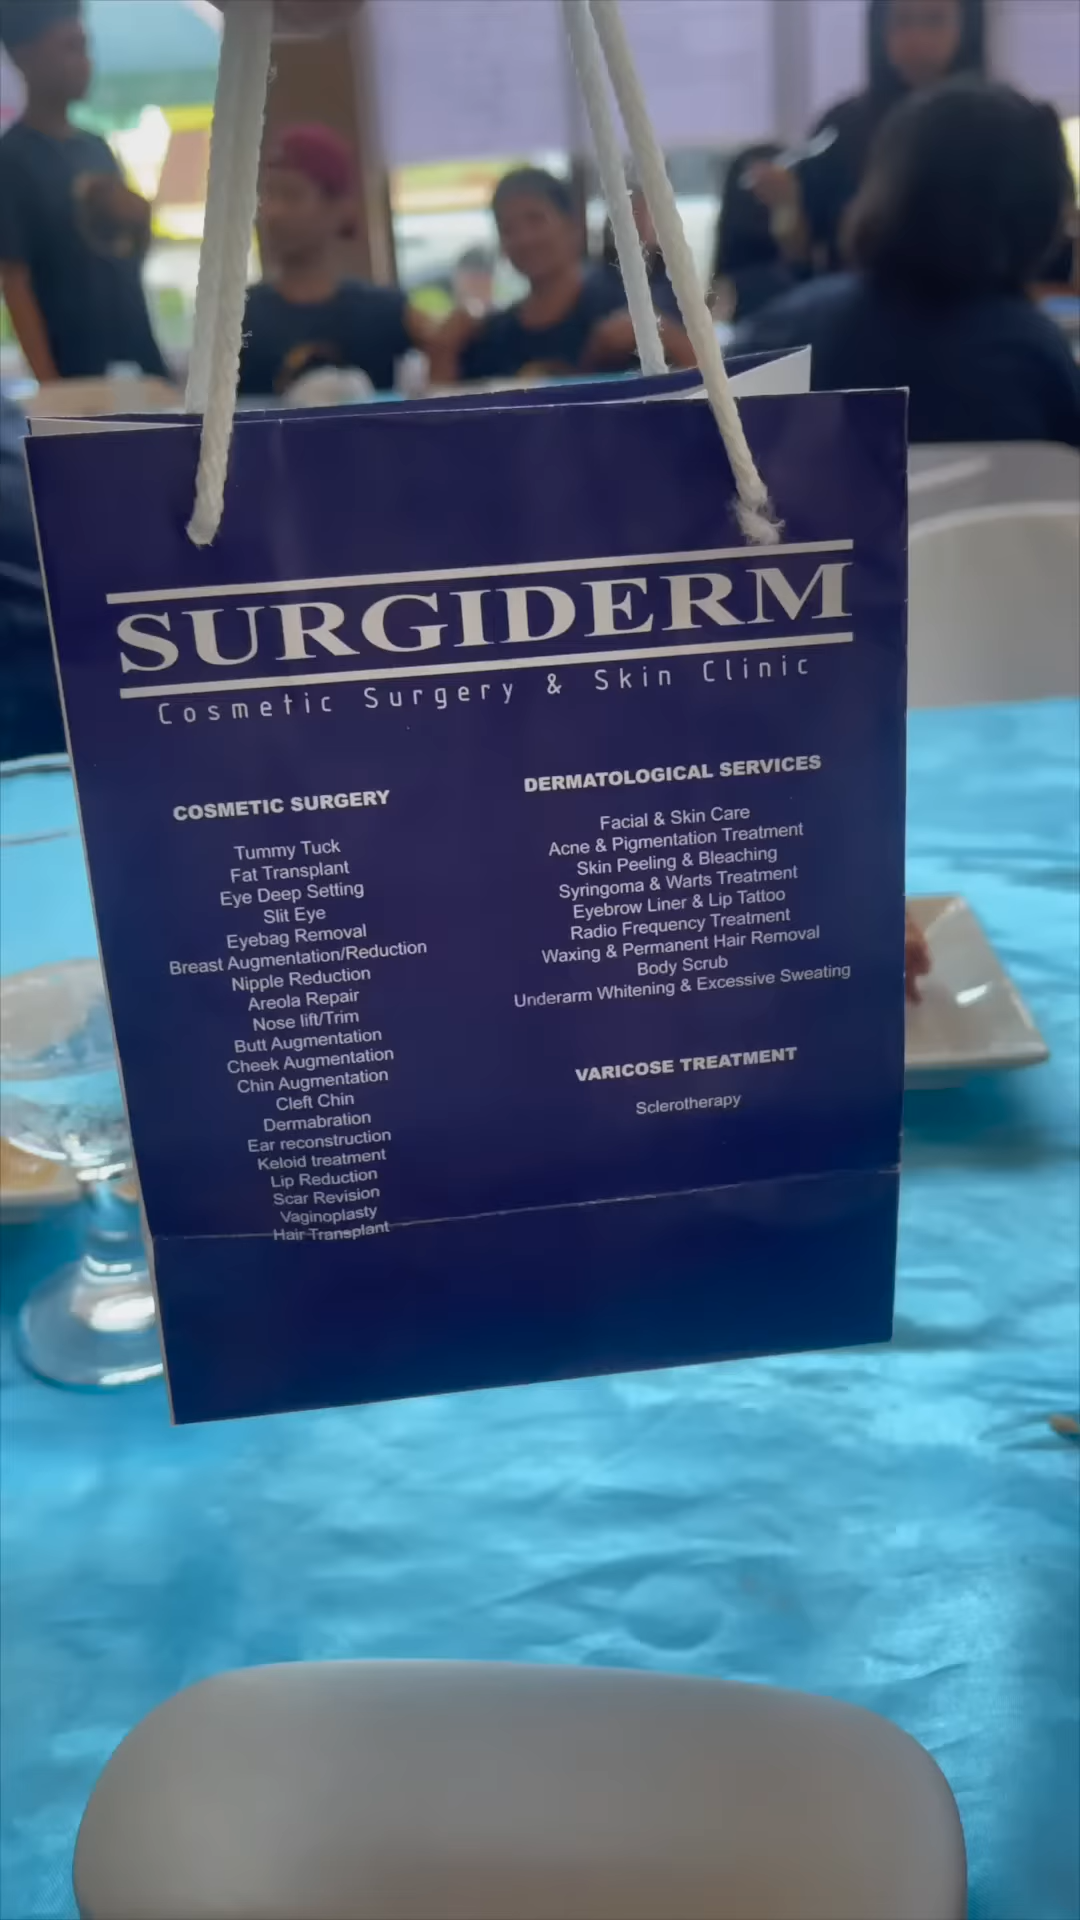 SURGIDERM
Cosmetic Surgery & Skin Clinic
COSMETIC SURGERY
Tummy Tuck
Fat Transplant
Eye Deep Setting
Slit Eye
Eyebag Removal
Breast Augmentation/Reduction
Nipple Reduction
Areola Repair
Nose lift/Trim
Butt Augmentation
Cheek Augmentation
Chin Augmentation
Cleft Chin
Dermabration
Ear reconstruction
Keloid treatment
Lip Reduction
Scar Revision
Vaginoplasty
Hair Transplant
DERMATOLOGICAL SERVICES
Facial & Skin Care
Acne & Pigmentation Treatment
Skin Peeling & Bleaching
Syringoma & Warts Treatment
Eyebrow Liner & Lip Tattoo
Radio Frequency Treatment
Waxing & Permanent Hair Removal
Body Scrub
Underarm Whitening & Excessive Sweating
VARICOSE TREATMENT
Sclerotherapy